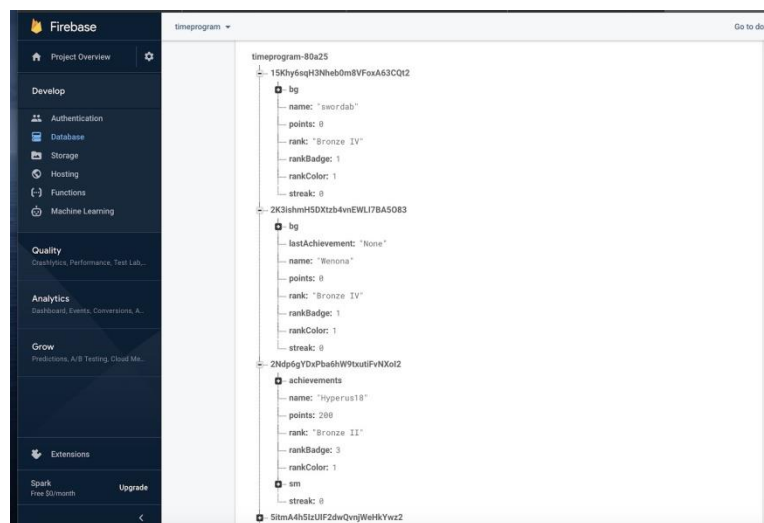 Firebase
timeprogram
Go to do
Project Overview
Develop
Authentication
Database
Storage
Hosting
Functions
Machine Learning
Quality
Crashlytics, Performance, Test Lab,...
Analytics
Dashboard, Events, Conversions, A...
Grow
Predictions, A/B Testing, Cloud Me...
Extensions
Spark
Free $0/month
Upgrade
timeprogram-80a25
15Khy6sqH3Nheb0m8VFoxA63CQt2
bg
name: "swordab"
points: 0
rank: "Bronze IV"
rankBadge: 1
rankColor: 1
streak: 0
2K3ishmH5DXtzb4vnEWLI7BA5O83
bg
lastAchievement: "None"
name: "Wenona"
points: 0
rank: "Bronze IV"
rankBadge: 1
rankColor: 1
streak: 0
2Ndp6gYDxPba6hW9txutiFvNXoI2
achievements
name: "Hyperus18"
points: 200
rank: "Bronze II"
rankBadge: 3
rankColor: 1
sm
streak: 0
5itmA4h5IzUIF2dwQvnjWeHkYwz2